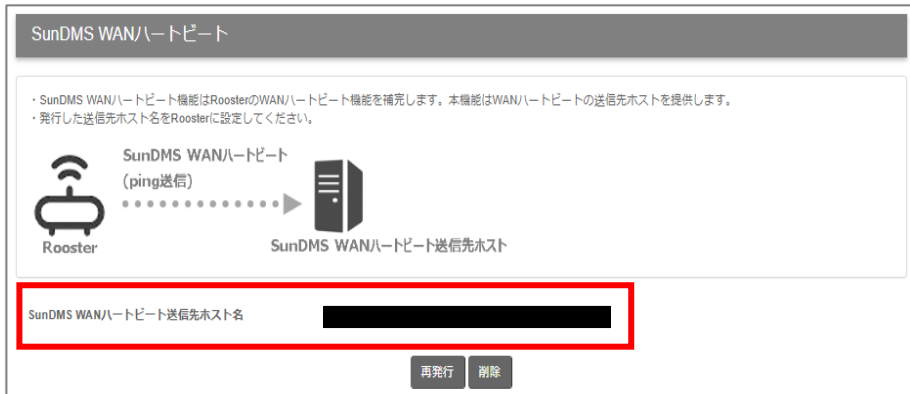 SunDMS WANハートビート
・SunDMS WANハートビート機能はRoosterのWANハートビート機能を補完します。本機能はWANハートビートの送信先ホストを提供します。
・発行した送信先ホスト名をRoosterに設定してください。
SunDMS WANハートビート
(ping送信)
Rooster
SunDMS WANハートビート送信先ホスト
SunDMS WANハートビート送信先ホスト名
再発行
削除